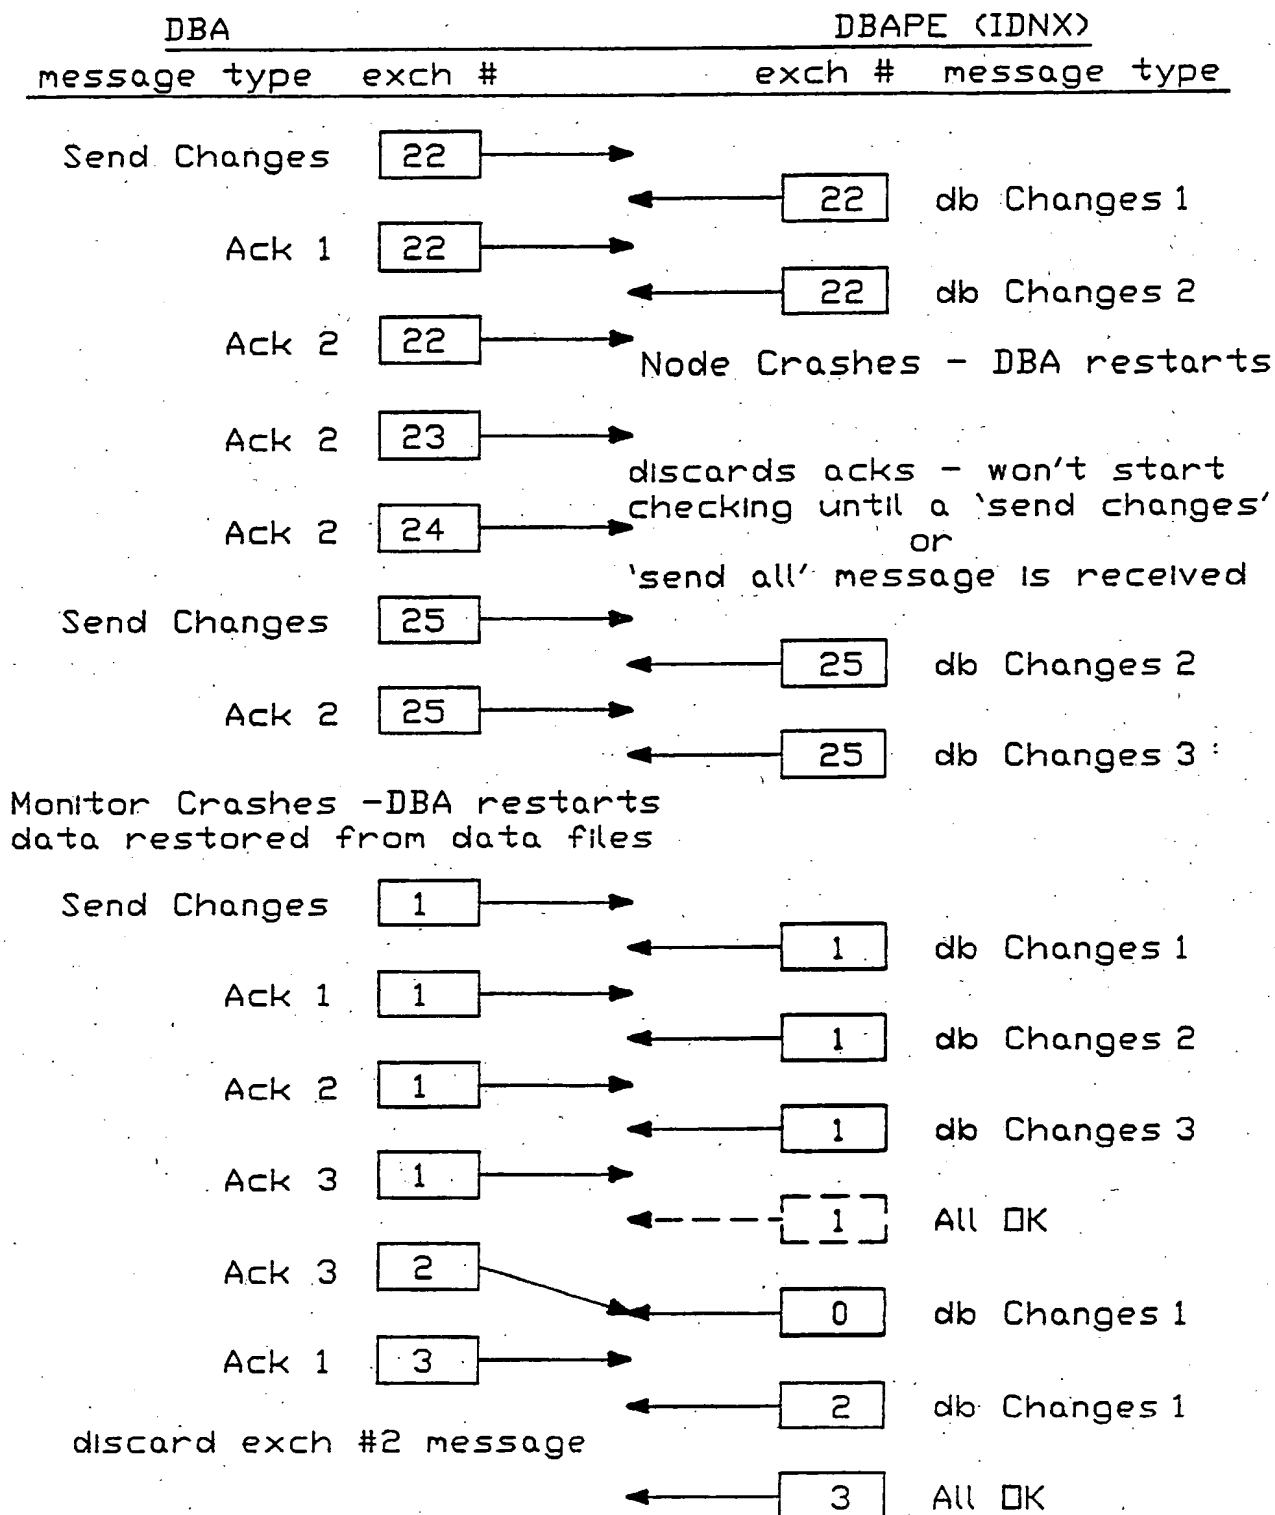 DBA DBAPE (IDNX)
message type exch # exch # message type
Send Changes 22
22 db Changes 1
Ack 1 22
22 db Changes 2
Ack 2 22
Node Crashes - DBA restarts
Ack 2 23
discards acks - won't start
checking until a 'send changes'
Ack 2 24
or
'send all' message is received
Send Changes 25
25 db Changes 2
Ack 2 25
25 db Changes 3
Monitor Crashes -DBA restarts
data restored from data files
Send Changes 1
1 db Changes 1
Ack 1 1
1 db Changes 2
Ack 2 1
1 db Changes 3
Ack 3 1
1 All OK
Ack 3 2
0 db Changes 1
Ack 1 3
2 db Changes 1
discard exch #2 message
3 All OK